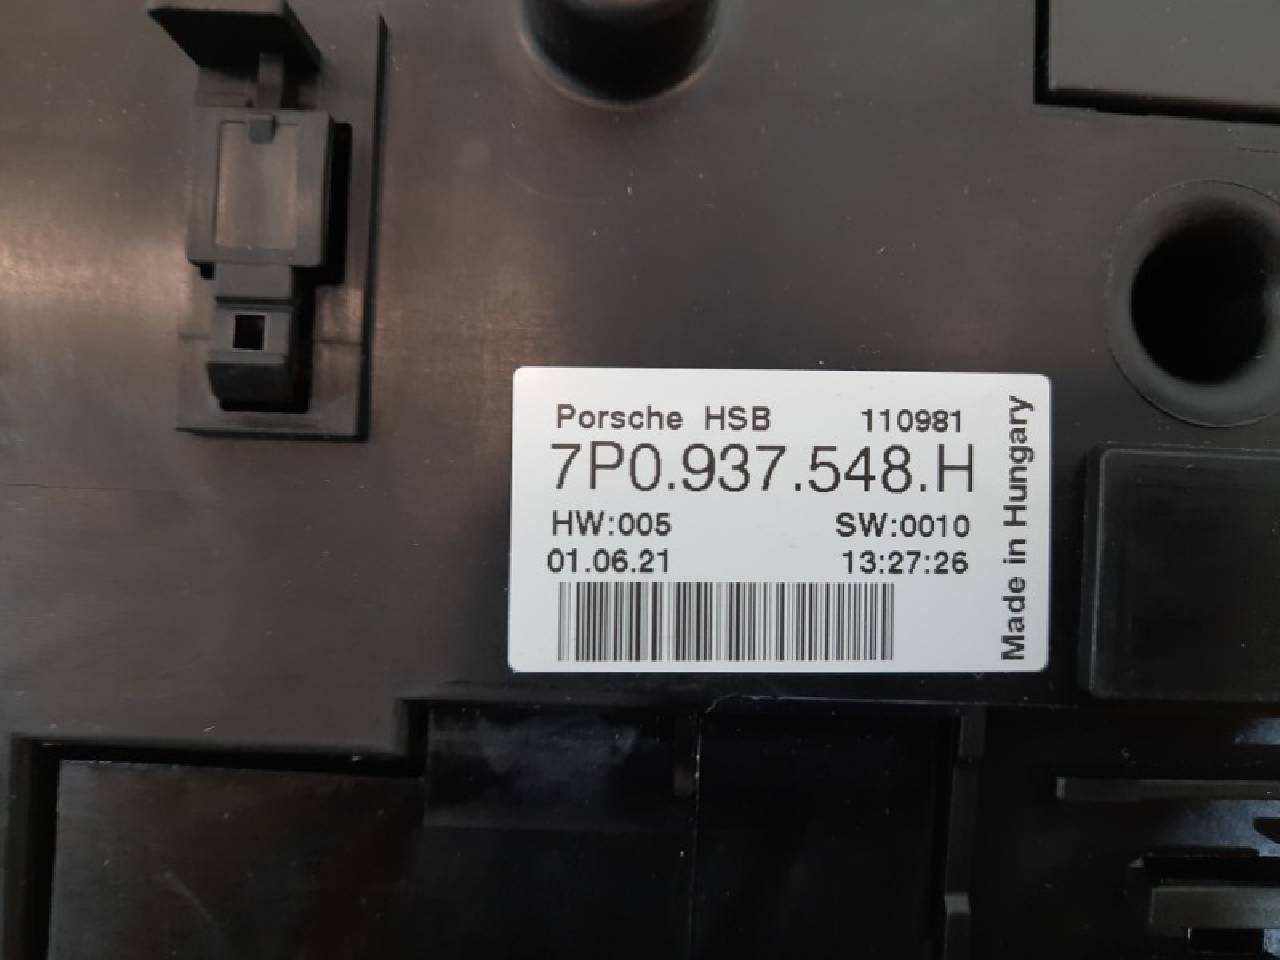 Porsche HSB 110981
7P0.937.548.H
HW:005 SW:0010
01.06.21 13:27:26
Made in Hungary